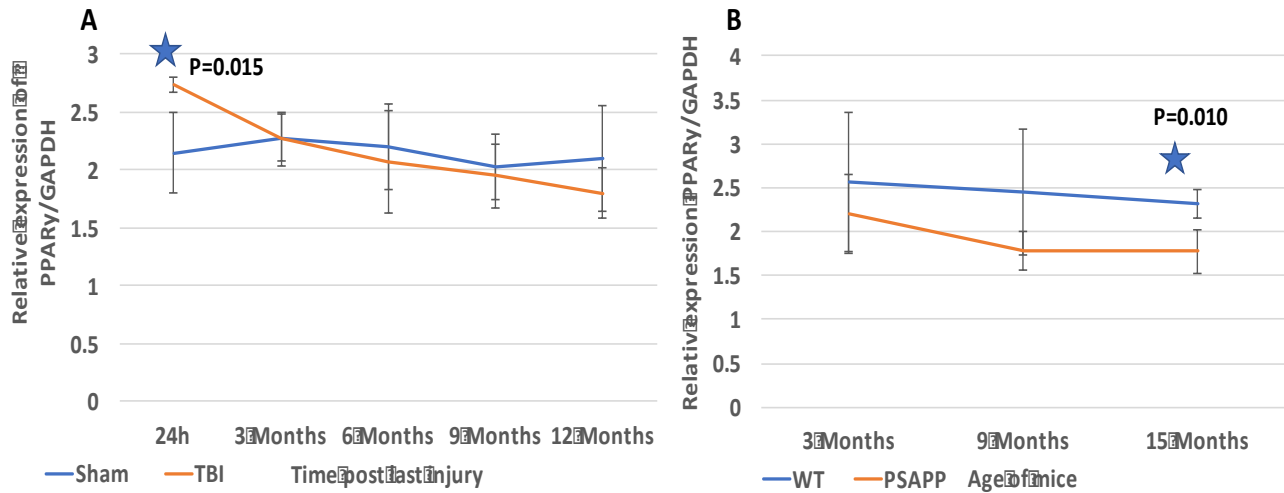 A
P=0.015
Relative expression of
PPARy/GAPDH
3
2.5
2
1.5
1
0.5
0
24h
3 Months
6 Months
9 Months
12 Months
Sham
TBI
Time post last injury
B
P=0.010
Relative expression PPARy/GAPDH
4
3.5
3
2.5
2
1.5
1
0.5
0
3 Months
9 Months
15 Months
WT
PSAPP
Age of mice